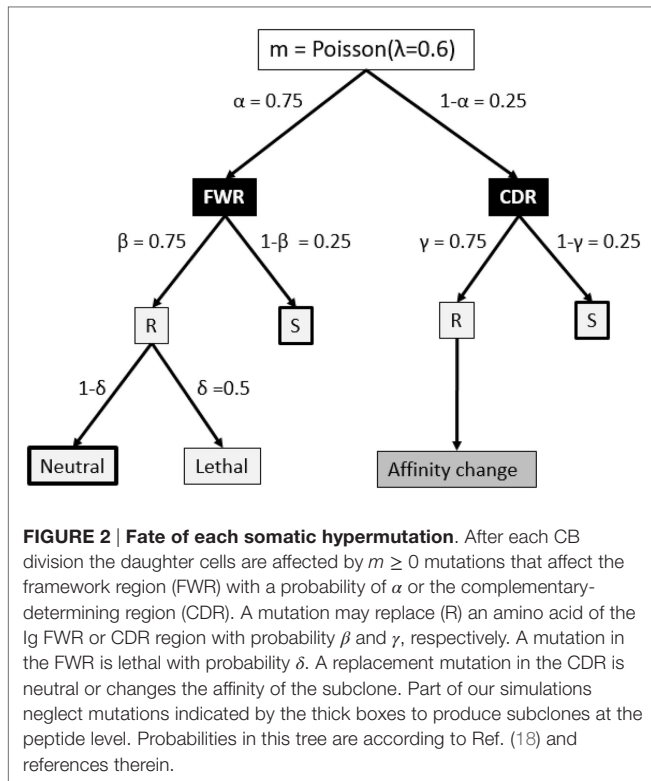 m = Poisson(λ=0.6)
α = 0.75
1-α = 0.25
FWR
CDR
β = 0.75
1-β = 0.25
γ = 0.75
1-γ = 0.25
R
S
R
S
1-δ
δ =0.5
Neutral
Lethal
Affinity change
FIGURE 2 | Fate of each somatic hypermutation. After each CB
division the daughter cells are affected by m ≥ 0 mutations that affect the
framework region (FWR) with a probability of α or the complementary-
determining region (CDR). A mutation may replace (R) an amino acid of the
Ig FWR or CDR region with probability β and γ, respectively. A mutation in
the FWR is lethal with probability δ. A replacement mutation in the CDR is
neutral or changes the affinity of the subclone. Part of our simulations
neglect mutations indicated by the thick boxes to produce subclones at the
peptide level. Probabilities in this tree are according to Ref. (18) and
references therein.